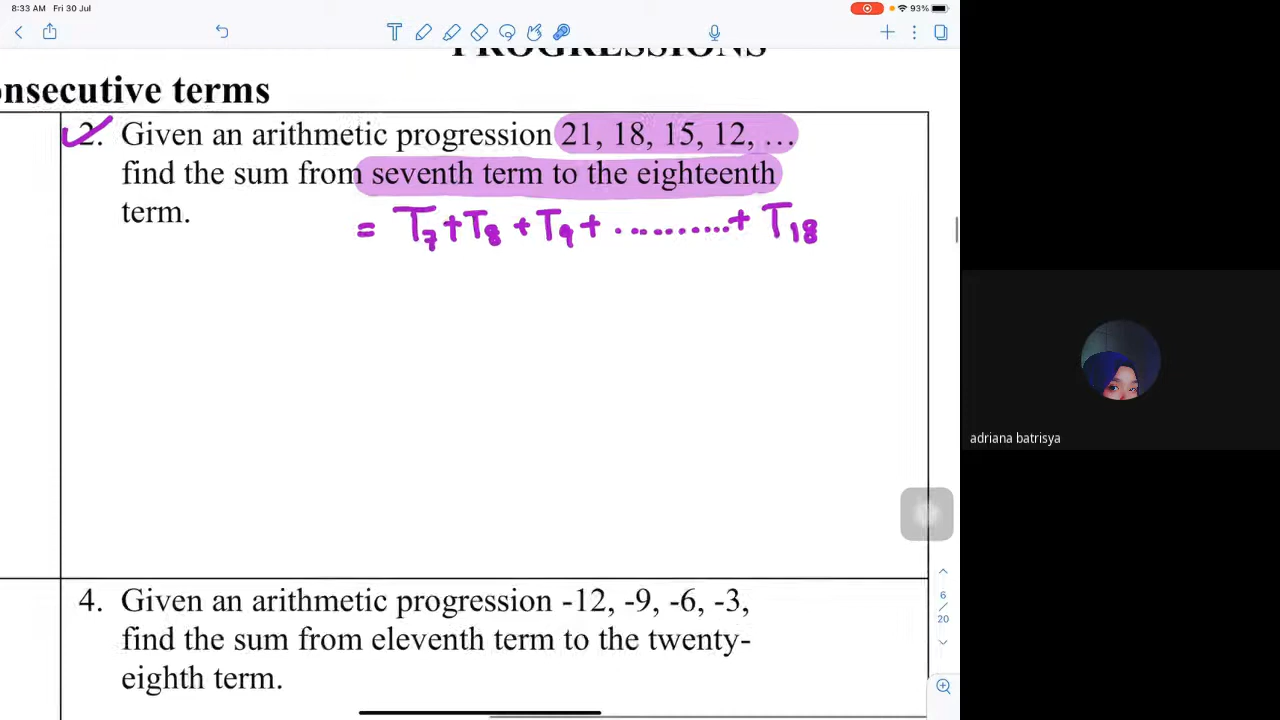 8:33 AM Fri 30 Jul
93%
PROGRESSIONS
onsecutive terms
2. Given an arithmetic progression 21, 18, 15, 12, …
find the sum from seventh term to the eighteenth
term.
= T7 + T8 + T9 + ........... + T18
adriana batrisya
6
/
20
4. Given an arithmetic progression -12, -9, -6, -3,
find the sum from eleventh term to the twenty-
eighth term.